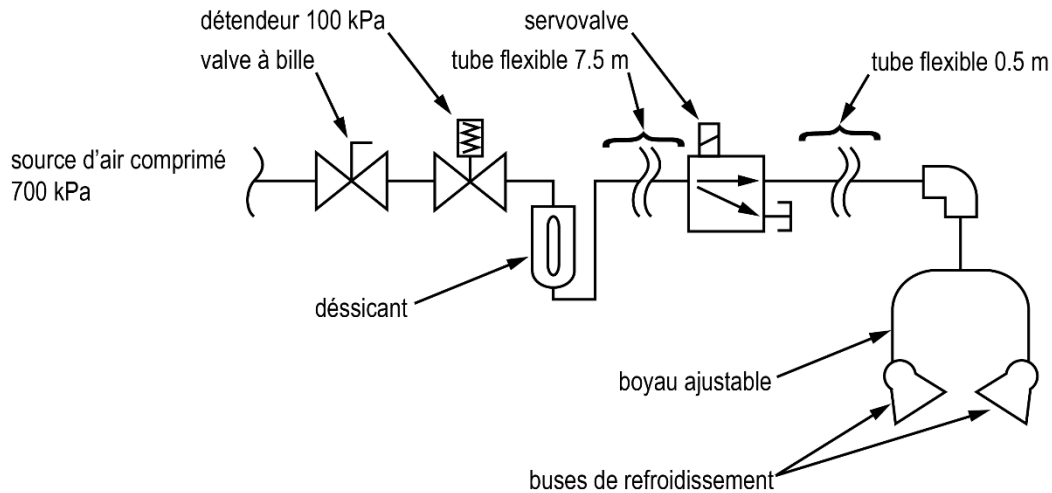 détendeur 100 kPa
valve à bille
servovalve
tube flexible 7.5 m
tube flexible 0.5 m
source d'air comprimé
700 kPa
déssicant
boyau ajustable
buses de refroidissement